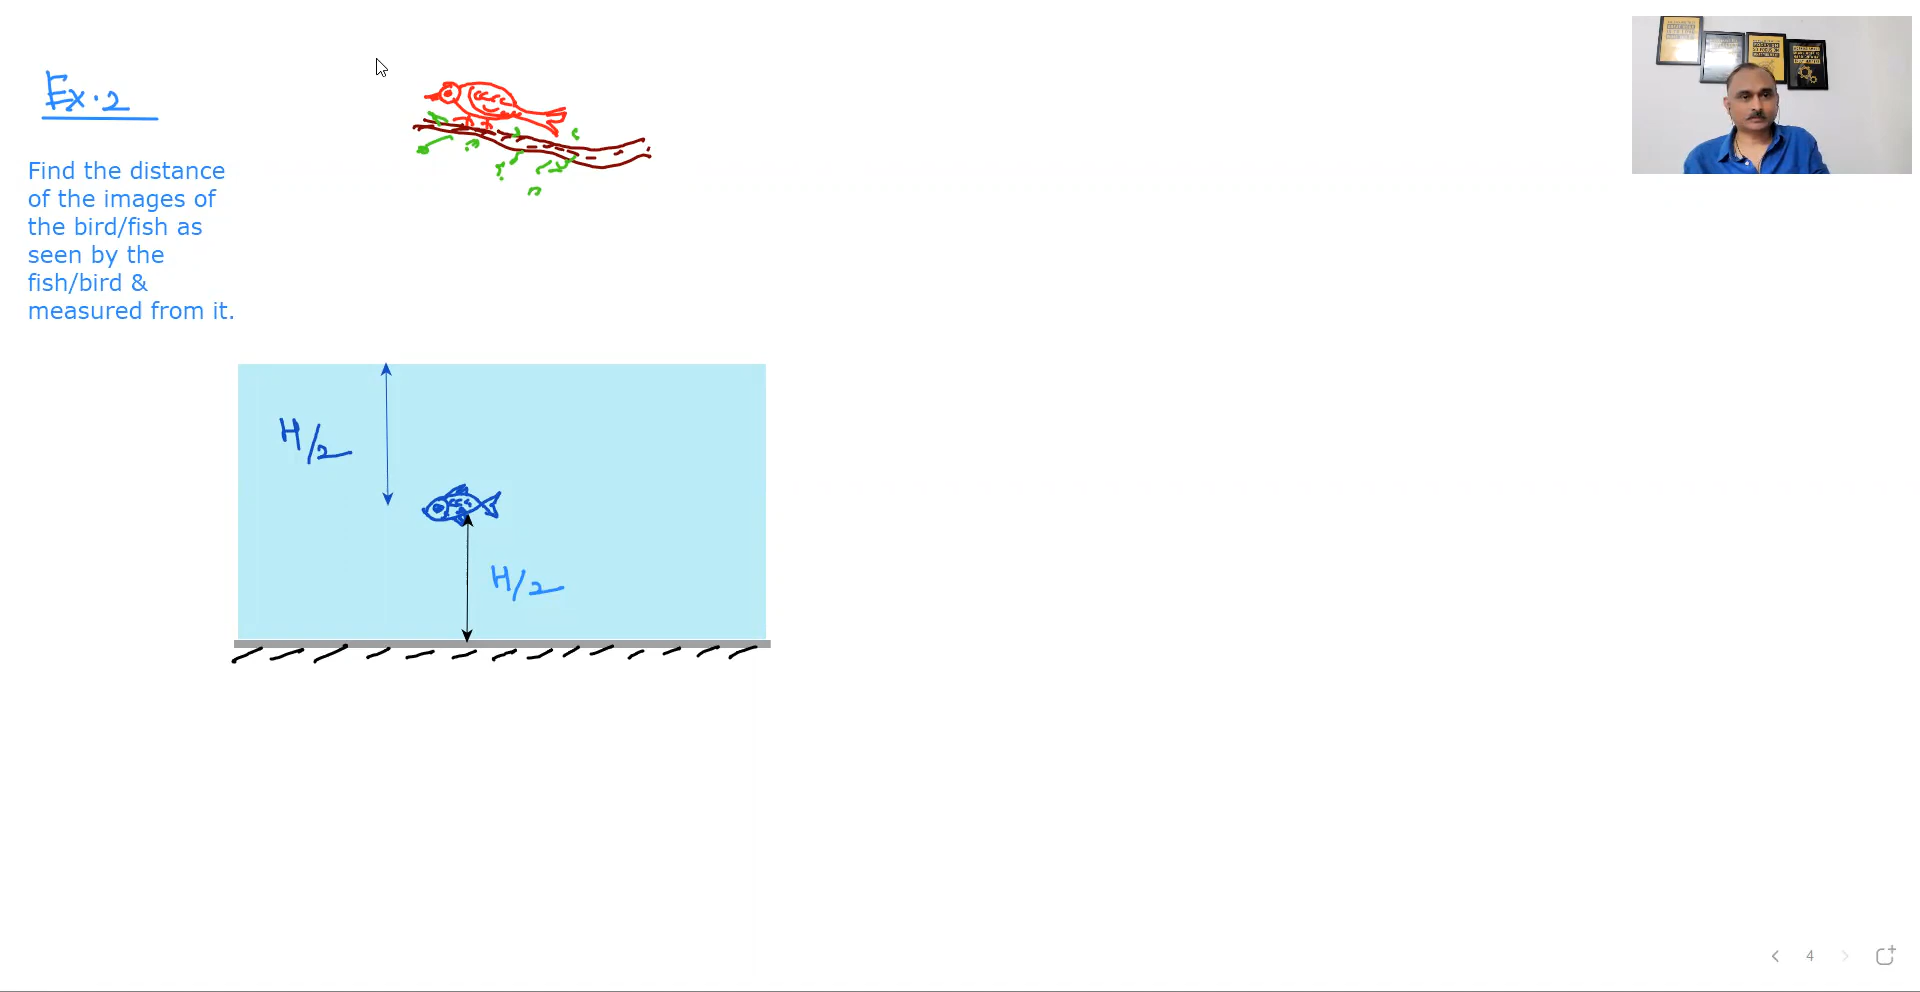 Ex.2
Find the distance
of the images of
the bird/fish as
seen by the
fish/bird &
measured from it.
H/2
H/2
4